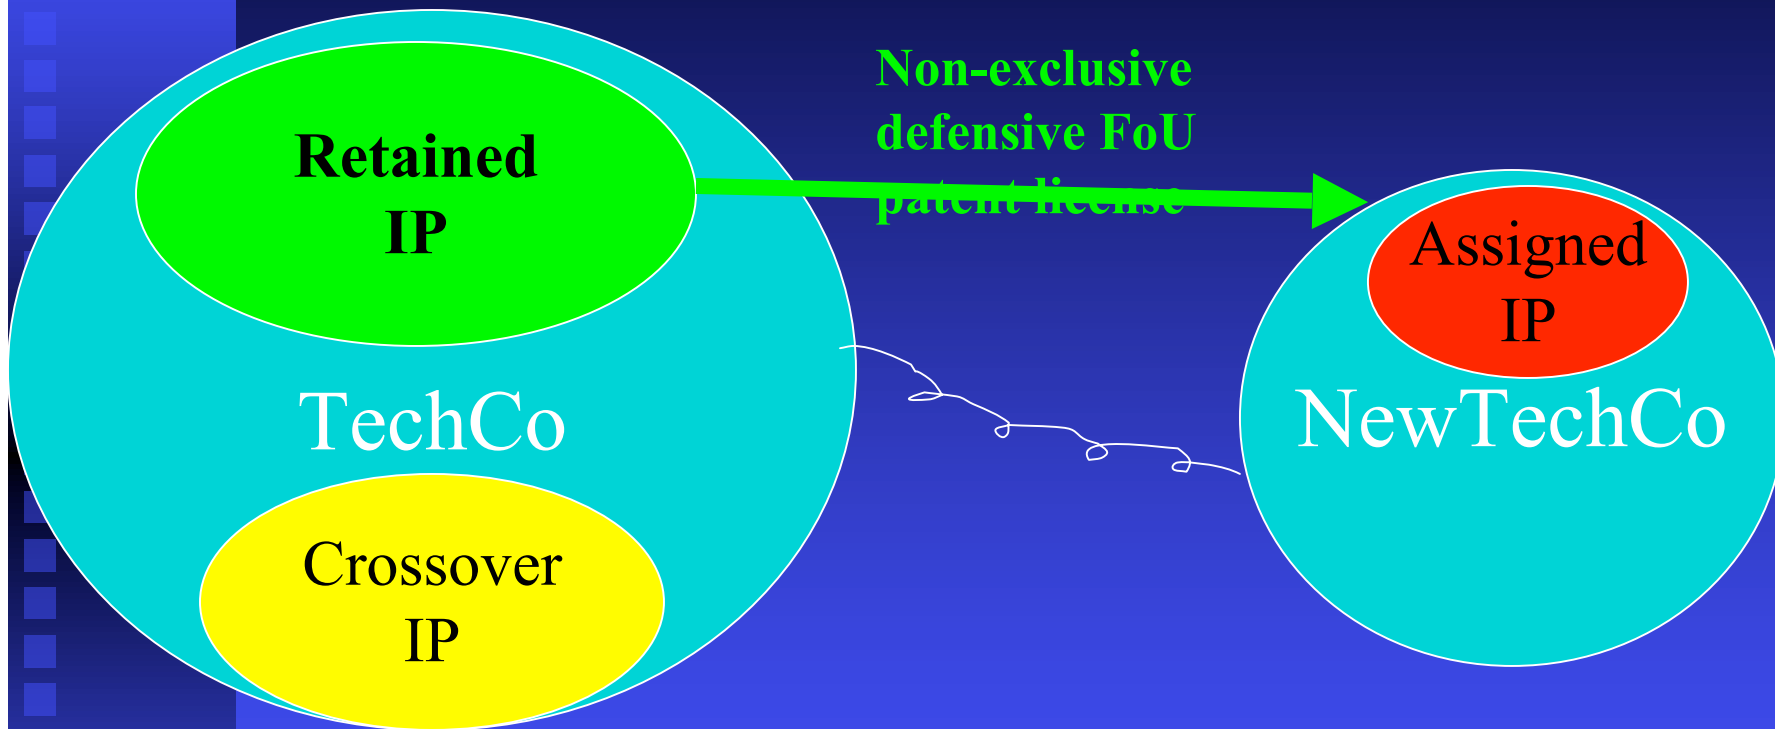 Non-exclusive
defensive FoU
patent license
Retained
IP
Assigned
IP
TechCo
NewTechCo
Crossover
IP